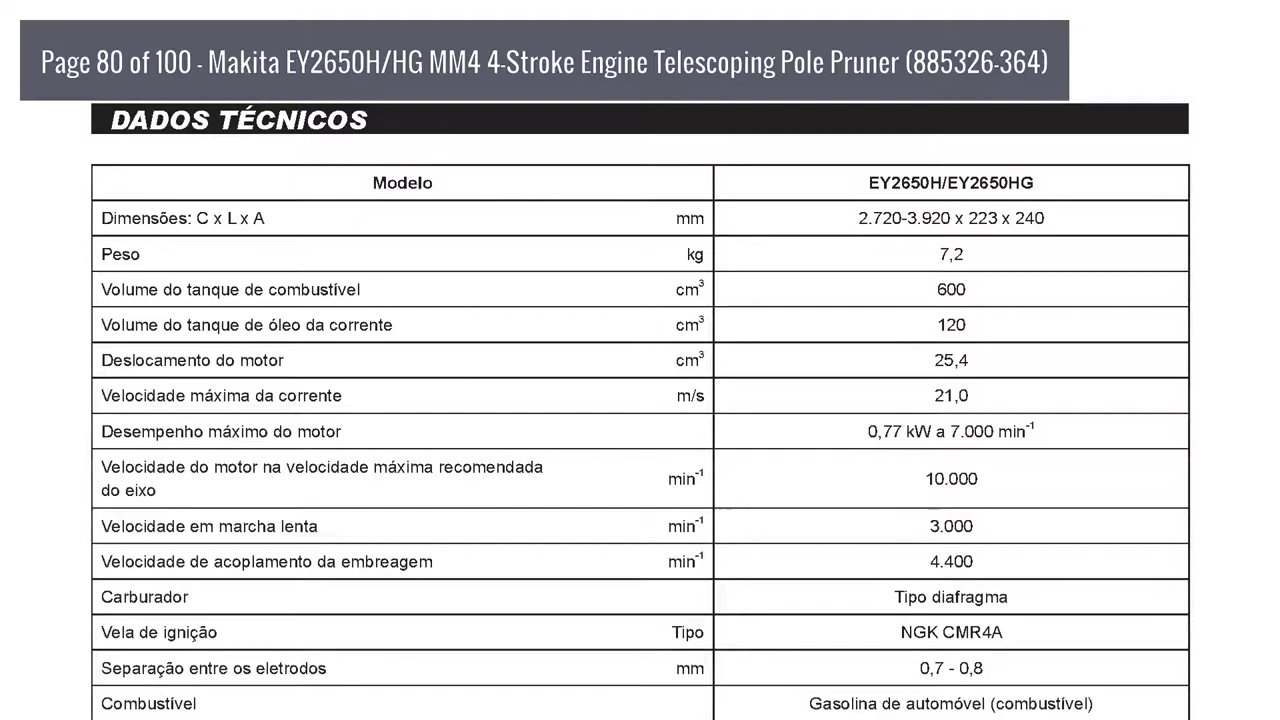 Page 80 of 100 - Makita EY2650H/HG MM4 4-Stroke Engine Telescoping Pole Pruner (885326-364)
DADOS TÉCNICOS
Modelo EY2650H/EY2650HG
Dimensões: C x L x A mm 2.720-3.920 x 223 x 240
Peso kg 7,2
Volume do tanque de combustível cm³ 600
Volume do tanque de óleo da corrente cm³ 120
Deslocamento do motor cm³ 25,4
Velocidade máxima da corrente m/s 21,0
Desempenho máximo do motor 0,77 kW a 7.000 min⁻¹
Velocidade do motor na velocidade máxima recomendada
do eixo min⁻¹ 10.000
Velocidade em marcha lenta min⁻¹ 3.000
Velocidade de acoplamento da embreagem min⁻¹ 4.400
Carburador Tipo diafragma
Vela de ignição Tipo NGK CMR4A
Separação entre os eletrodos mm 0,7 - 0,8
Combustível Gasolina de automóvel (combustível)